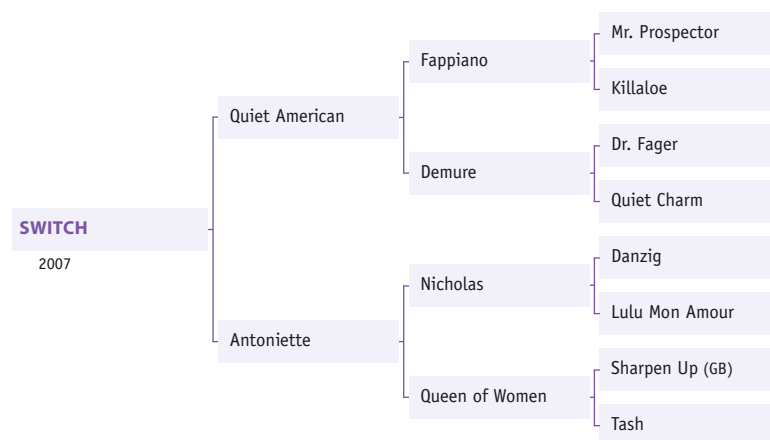 Mr. Prospector
Fappiano
Killaloe
Quiet American
Dr. Fager
Demure
Quiet Charm
SWITCH
2007
Danzig
Nicholas
Lulu Mon Amour
Antoniette
Sharpen Up (GB)
Queen of Women
Tash